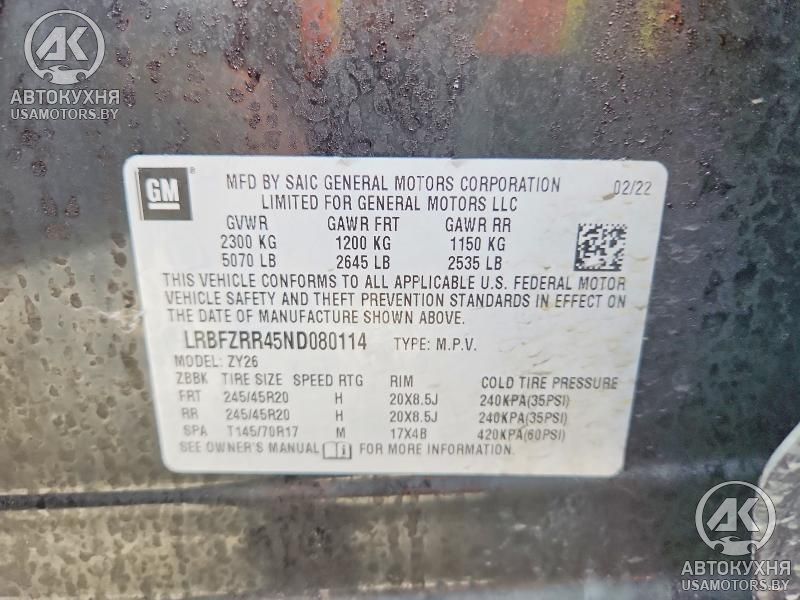 AK
АВТОКУХНЯ
USAMOTORS.BY
GM
MFD BY SAIC GENERAL MOTORS CORPORATION 02/22
LIMITED FOR GENERAL MOTORS LLC
GVWR GAWR FRT GAWR RR
2300 KG 1200 KG 1150 KG
5070 LB 2645 LB 2535 LB
THIS VEHICLE CONFORMS TO ALL APPLICABLE U.S. FEDERAL MOTOR
VEHICLE SAFETY AND THEFT PREVENTION STANDARDS IN EFFECT ON
THE DATE OF MANUFACTURE SHOWN ABOVE.
LRBFZRR45ND080114 TYPE: M.P.V.
MODEL: ZY26
ZBBK TIRE SIZE SPEED RTG RIM COLD TIRE PRESSURE
FRT 245/45R20 H 20X8.5J 240KPA(35PSI)
RR 245/45R20 H 20X8.5J 240KPA(35PSI)
SPA T145/70R17 M 17X4B 420KPA(60PSI)
SEE OWNER'S MANUAL i FOR MORE INFORMATION.
AK
АВТОКУХНЯ
USAMOTORS.BY